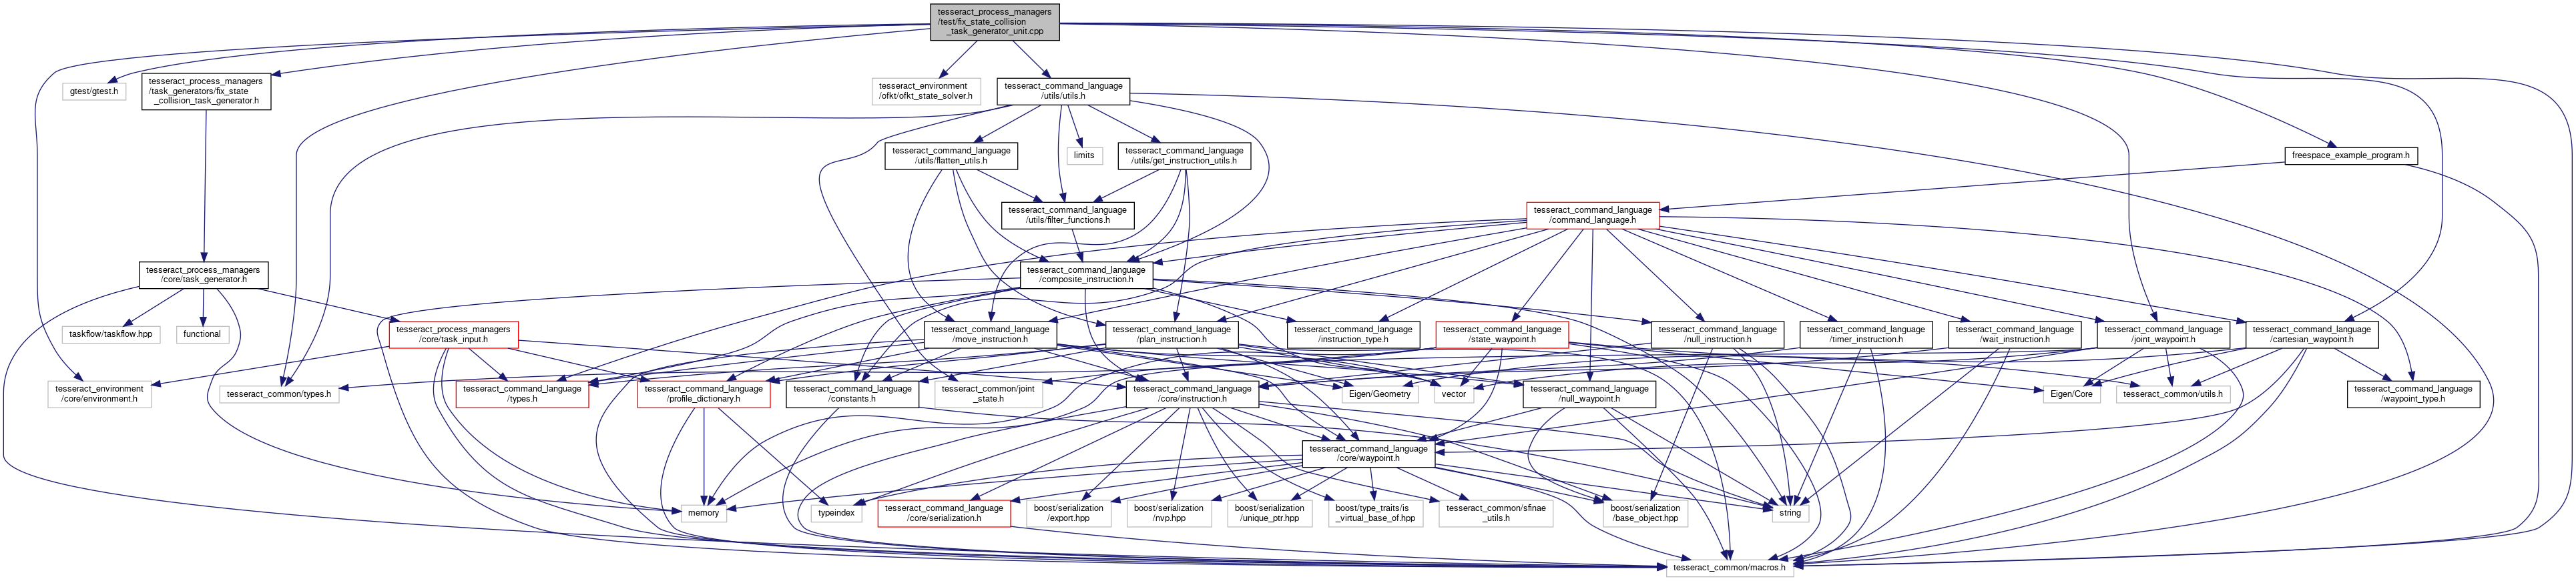 tesseract_process_managers
/test/fix_state_collision
_task_generator_unit.cpp
gtest/gtest.h
tesseract_process_managers
/task_generators/fix_state
_collision_task_generator.h
tesseract_environment
/ofkt/ofkt_state_solver.h
tesseract_command_language
/utils/utils.h
tesseract_command_language
/utils/flatten_utils.h
limits
tesseract_command_language
/utils/get_instruction_utils.h
freespace_example_program.h
tesseract_command_language
/utils/filter_functions.h
tesseract_command_language
/command_language.h
tesseract_process_managers
/core/task_generator.h
tesseract_command_language
/composite_instruction.h
taskflow/taskflow.hpp
functional
tesseract_process_managers
/core/task_input.h
tesseract_command_language
/move_instruction.h
tesseract_command_language
/plan_instruction.h
tesseract_command_language
/instruction_type.h
tesseract_command_language
/state_waypoint.h
tesseract_command_language
/null_instruction.h
tesseract_command_language
/timer_instruction.h
tesseract_command_language
/wait_instruction.h
tesseract_command_language
/joint_waypoint.h
tesseract_command_language
/cartesian_waypoint.h
tesseract_environment
/core/environment.h
tesseract_common/types.h
tesseract_command_language
/types.h
tesseract_command_language
/profile_dictionary.h
tesseract_command_language
/constants.h
tesseract_common/joint
_state.h
tesseract_command_language
/core/instruction.h
Eigen/Geometry
vector
tesseract_command_language
/null_waypoint.h
Eigen/Core
tesseract_common/utils.h
tesseract_command_language
/waypoint_type.h
tesseract_command_language
/core/waypoint.h
memory
typeindex
tesseract_command_language
/core/serialization.h
boost/serialization
/export.hpp
boost/serialization
/nvp.hpp
boost/serialization
/unique_ptr.hpp
boost/type_traits/is
_virtual_base_of.hpp
tesseract_common/sfinae
_utils.h
boost/serialization
/base_object.hpp
string
tesseract_common/macros.h